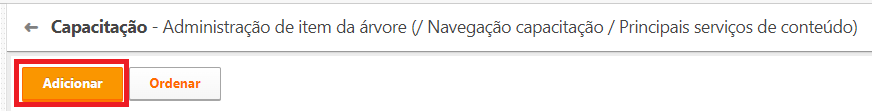 ← Capacitação - Administração de item da árvore (/ Navegação capacitação / Principais serviços de conteúdo)
Adicionar Ordenar